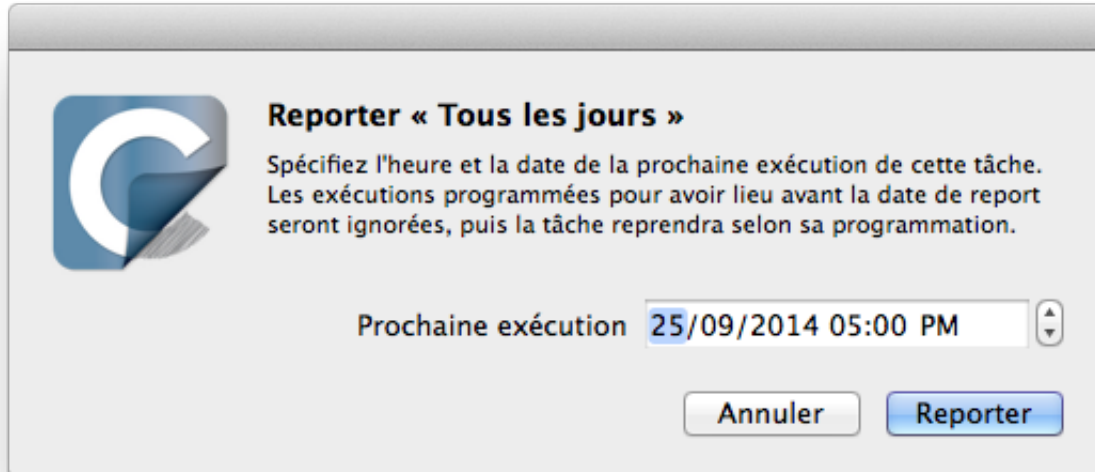 Reporter « Tous les jours »
Spécifiez l'heure et la date de la prochaine exécution de cette tâche.
Les exécutions programmées pour avoir lieu avant la date de report
seront ignorées, puis la tâche reprendra selon sa programmation.
Prochaine exécution 25/09/2014 05:00 PM
Annuler Reporter